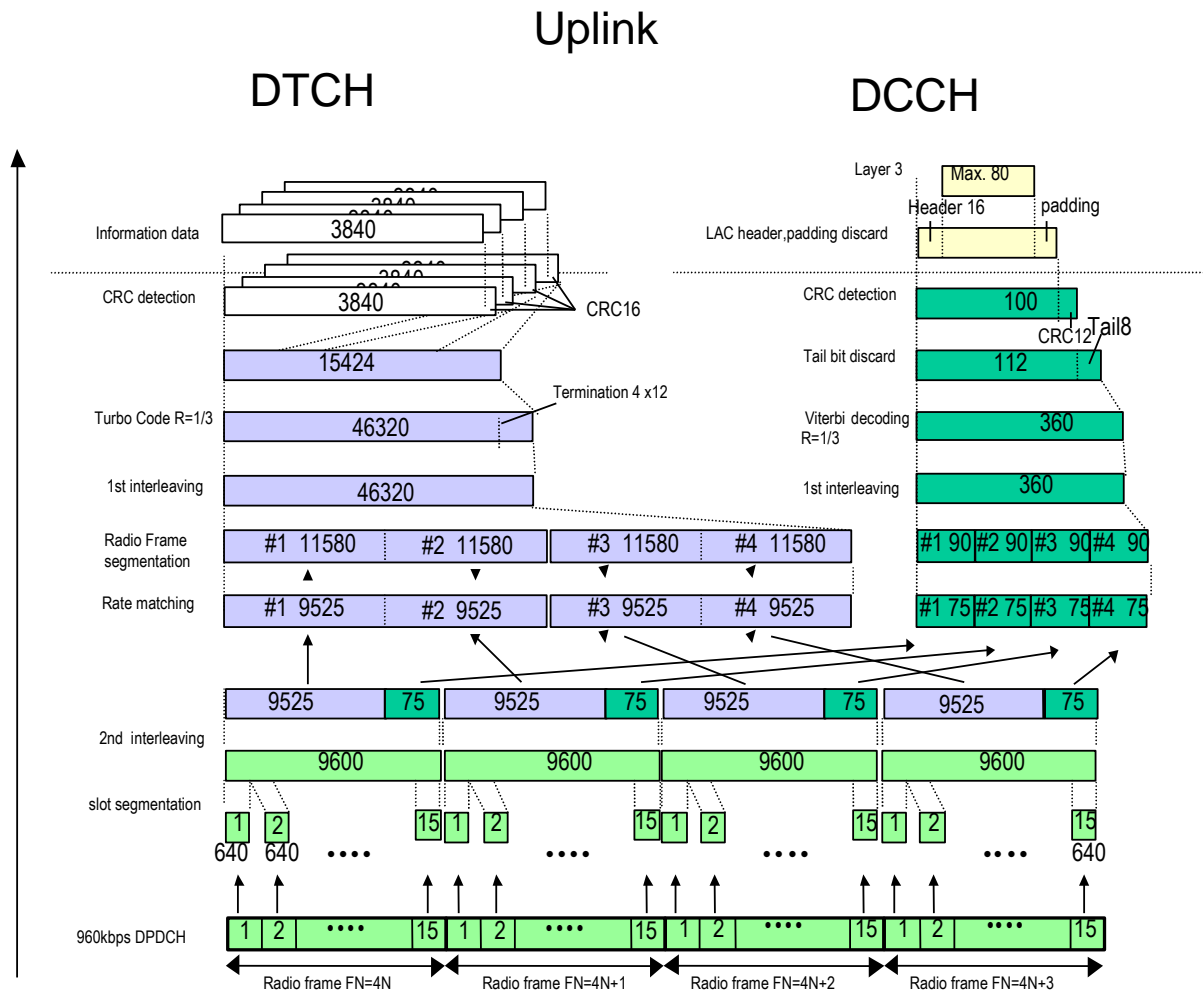 Uplink
DTCH DCCH
Layer 3 Max. 80
Header 16 padding
3840
3840
3840
Information data 3840
LAC header,padding discard
3840
3840
CRC detection 3840
CRC16
CRC detection 100
CRC12 Tail8
15424
Tail bit discard 112
Termination 4 x12
Turbo Code R=1/3 46320
Viterbi decoding R=1/3 360
1st interleaving 46320
1st interleaving 360
Radio Frame segmentation #1 11580 #2 11580 #3 11580 #4 11580
#1 90 #2 90 #3 90 #4 90
Rate matching #1 9525 #2 9525 #3 9525 #4 9525
#1 75 #2 75 #3 75 #4 75
9525 75 9525 75 9525 75 9525 75
2nd interleaving
9600 9600 9600 9600
slot segmentation
1 2 15 1 2 15 1 2 15 1 2 15
640 640 •••• •••• •••• •••• 640
960kbps DPDCH 1 2 •••• 15 1 2 •••• 15 1 2 •••• 15 1 2 •••• 15
Radio frame FN=4N Radio frame FN=4N+1 Radio frame FN=4N+2 Radio frame FN=4N+3